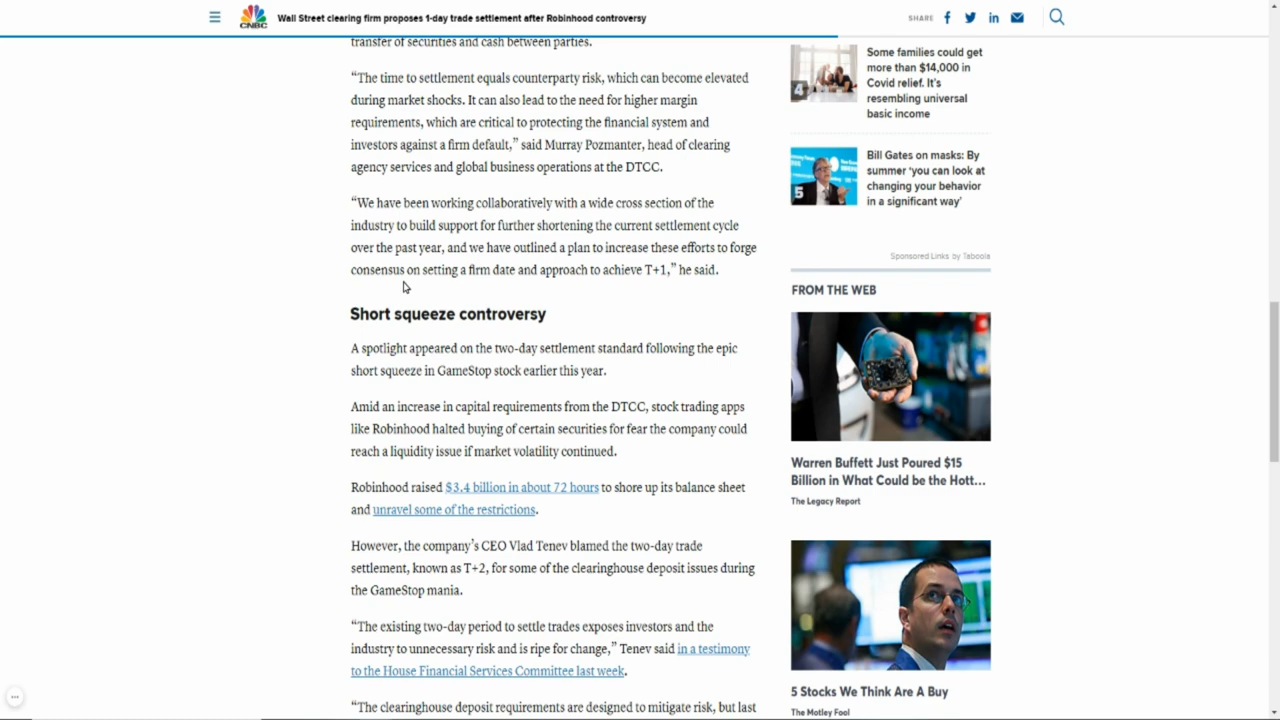 CNBC
Wall Street clearing firm proposes 1-day trade settlement after Robinhood controversy
SHARE
transfer of securities and cash between parties.
“The time to settlement equals counterparty risk, which can become elevated
during market shocks. It can also lead to the need for higher margin
requirements, which are critical to protecting the financial system and
investors against a firm default,” said Murray Pozmanter, head of clearing
agency services and global business operations at the DTCC.
“We have been working collaboratively with a wide cross section of the
industry to build support for further shortening the current settlement cycle
over the past year, and we have outlined a plan to increase these efforts to forge
consensus on setting a firm date and approach to achieve T+1,” he said.
Short squeeze controversy
A spotlight appeared on the two-day settlement standard following the epic
short squeeze in GameStop stock earlier this year.
Amid an increase in capital requirements from the DTCC, stock trading apps
like Robinhood halted buying of certain securities for fear the company could
reach a liquidity issue if market volatility continued.
Robinhood raised $3.4 billion in about 72 hours to shore up its balance sheet
and unravel some of the restrictions.
However, the company’s CEO Vlad Tenev blamed the two-day trade
settlement, known as T+2, for some of the clearinghouse deposit issues during
the GameStop mania.
“The existing two-day period to settle trades exposes investors and the
industry to unnecessary risk and is ripe for change,” Tenev said in a testimony
to the House Financial Services Committee last week.
“The clearinghouse deposit requirements are designed to mitigate risk, but last
4
Some families could get
more than $14,000 in
Covid relief. It’s
resembling universal
basic income
5
Bill Gates on masks: By
summer ‘you can look at
changing your behavior
in a significant way’
Sponsored Links by Taboola
FROM THE WEB
Warren Buffett Just Poured $15
Billion in What Could be the Hott...
The Legacy Report
5 Stocks We Think Are A Buy
The Motley Fool